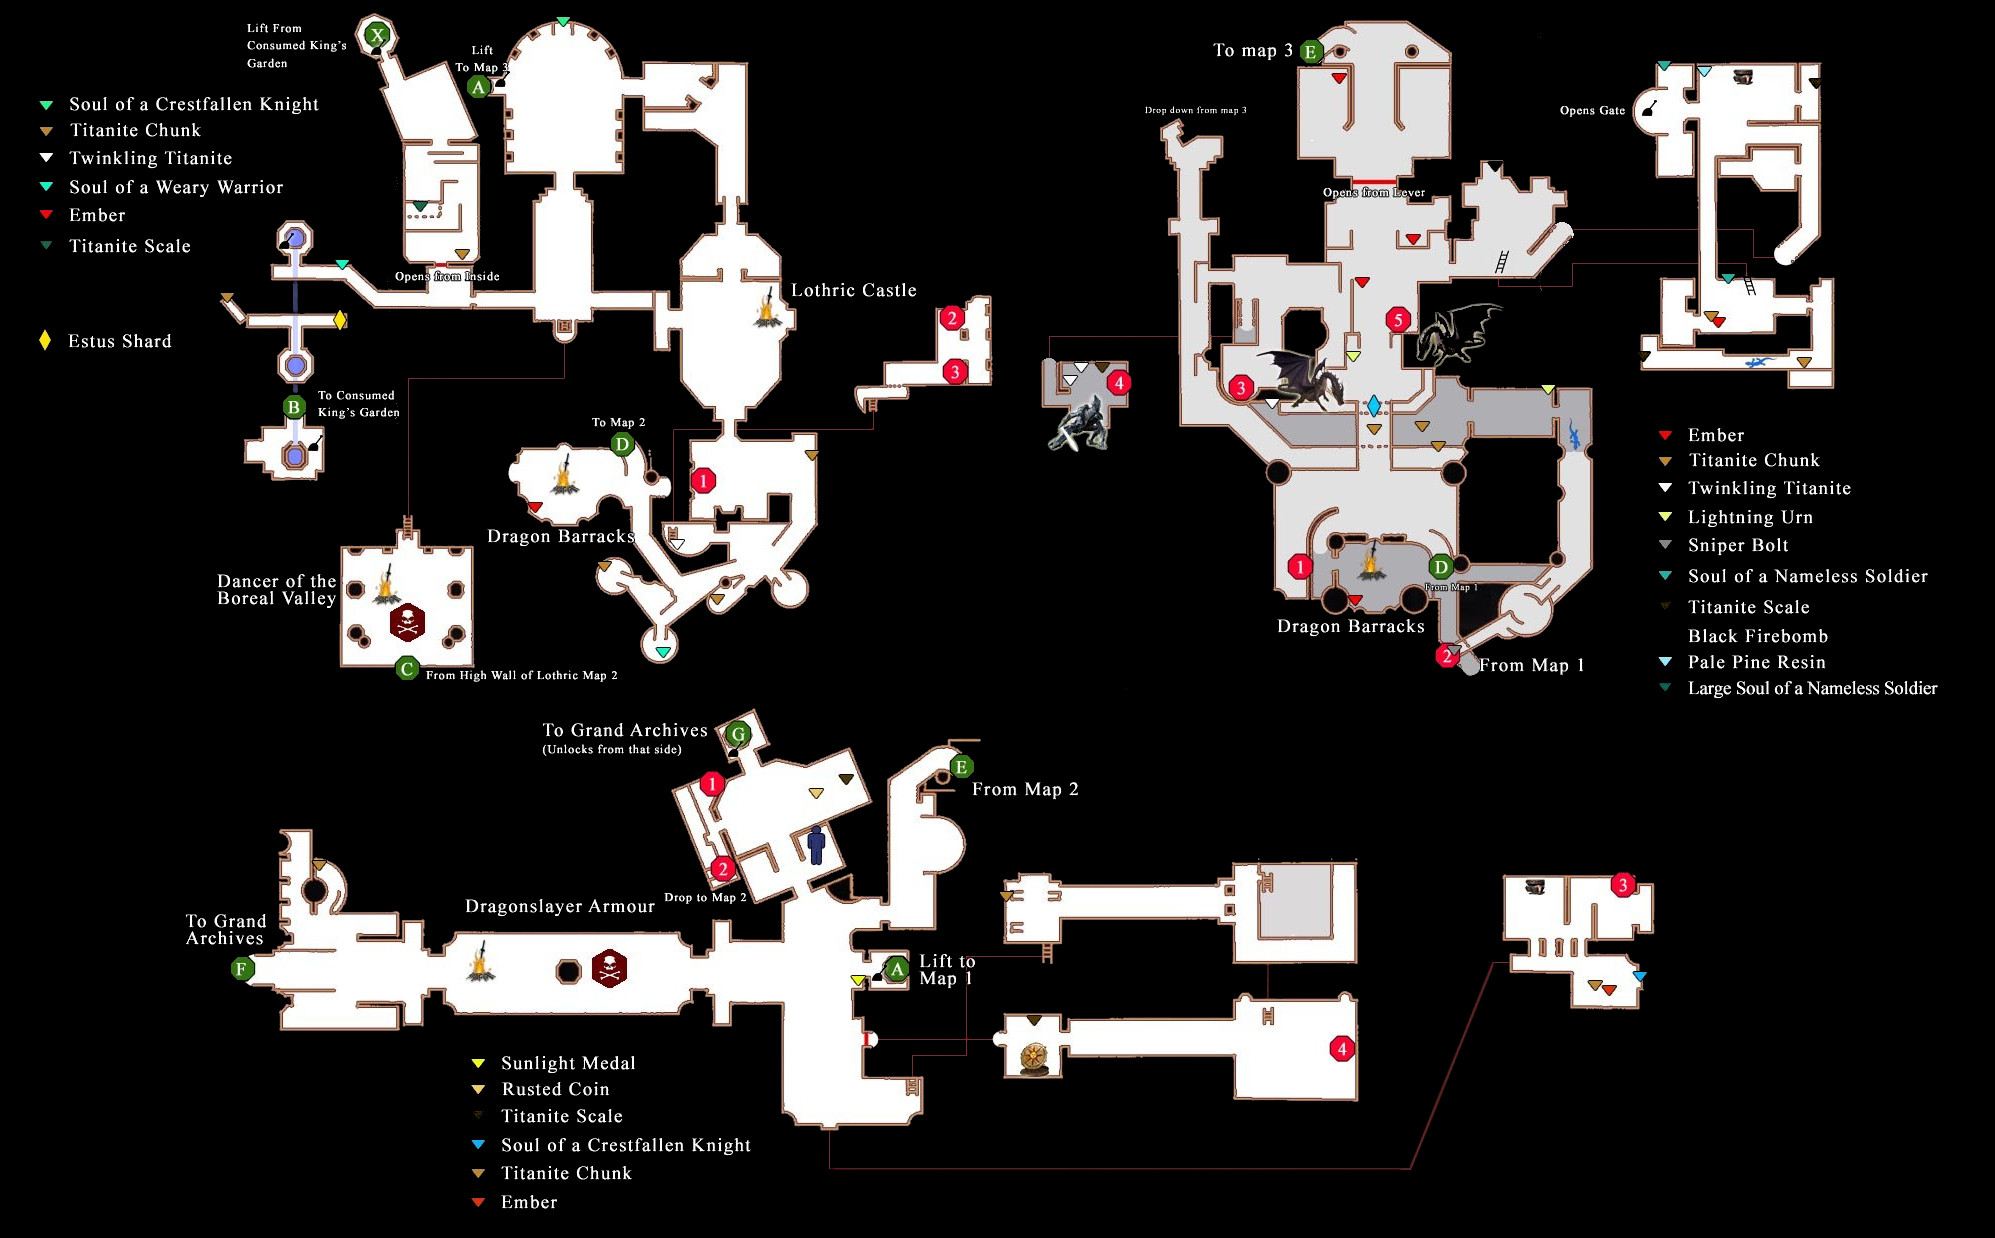 Lift From
Consumed King's
Garden
X
Lift
To Map 3
A
Soul of a Crestfallen Knight
Titanite Chunk
Twinkling Titanite
Soul of a Weary Warrior
Ember
Titanite Scale
Estus Shard
Opens from Inside
Lothric Castle
2
3
To Consumed
King's Garden
B
To Map 2
D
1
Dragon Barracks
Dancer of the
Boreal Valley
C
From High Wall of Lothric Map 2
To map 3
E
Drop down from map 3
Opens from Lever
Opens Gate
5
3
4
1
D
From Map 1
Dragon Barracks
2
From Map 1
Ember
Titanite Chunk
Twinkling Titanite
Lightning Urn
Sniper Bolt
Soul of a Nameless Soldier
Titanite Scale
Black Firebomb
Pale Pine Resin
Large Soul of a Nameless Soldier
To Grand Archives
(Unlocks from that side)
G
1
2
Drop to Map 2
E
From Map 2
To Grand
Archives
F
Dragonslayer Armour
A
Lift to
Map 1
3
4
Sunlight Medal
Rusted Coin
Titanite Scale
Soul of a Crestfallen Knight
Titanite Chunk
Ember